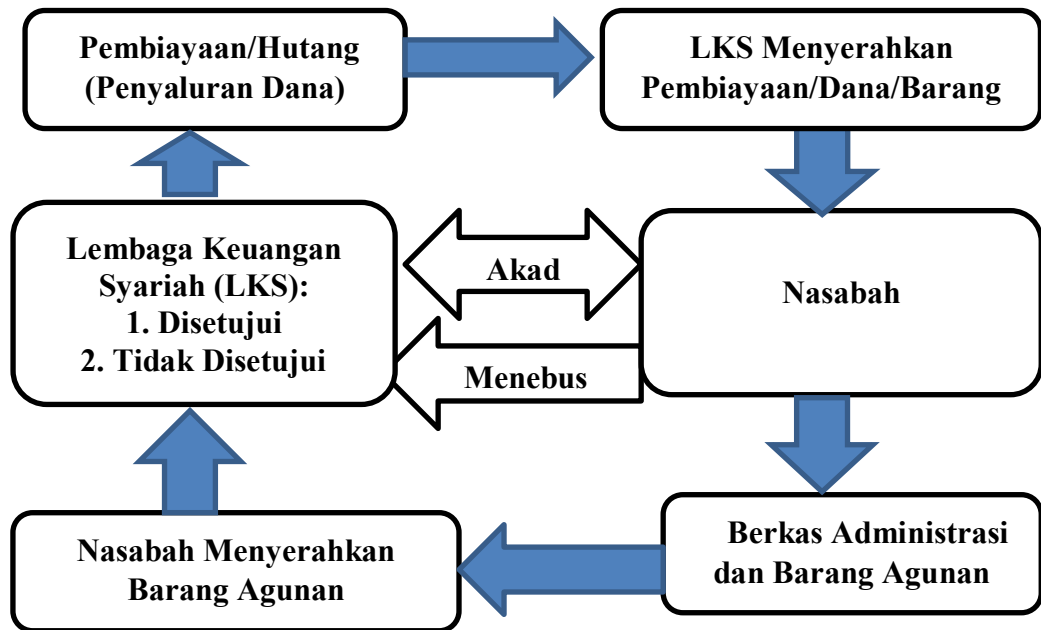 Pembiayaan/Hutang
(Penyaluran Dana)
LKS Menyerahkan
Pembiayaan/Dana/Barang
Lembaga Keuangan
Syariah (LKS):
1. Disetujui
2. Tidak Disetujui
Akad
Menebus
Nasabah
Nasabah Menyerahkan
Barang Agunan
Berkas Administrasi
dan Barang Agunan